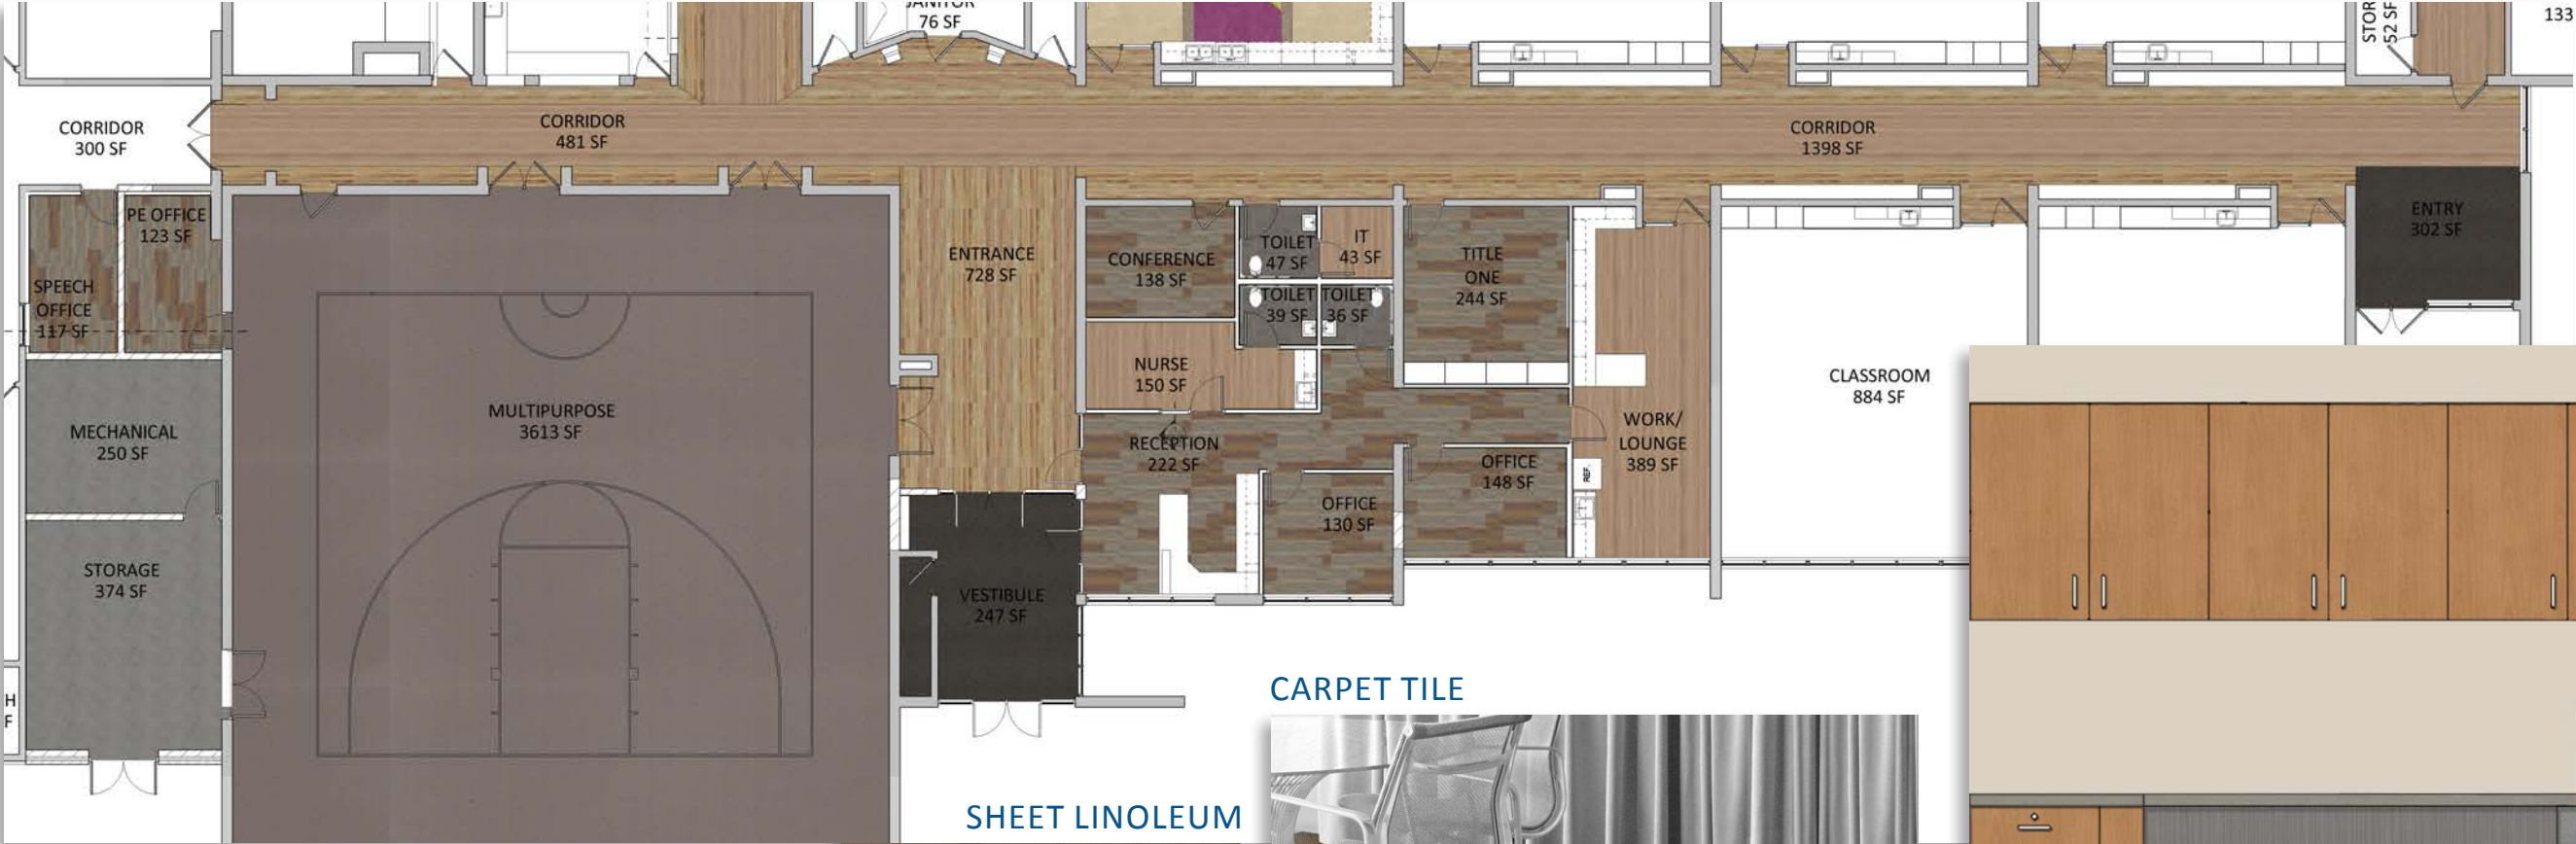 JANITOR
76 SF
STOR
52 SF
133
CORRIDOR
300 SF
CORRIDOR
481 SF
CORRIDOR
1398 SF
PE OFFICE
123 SF
SPEECH
OFFICE
117 SF
ENTRANCE
728 SF
CONFERENCE
138 SF
TOILET
47 SF
IT
43 SF
TOILET
39 SF
TOILET
36 SF
TITLE
ONE
244 SF
ENTRY
302 SF
NURSE
150 SF
MULTIPURPOSE
3613 SF
MECHANICAL
250 SF
RECEPTION
222 SF
OFFICE
148 SF
OFFICE
130 SF
WORK/
LOUNGE
389 SF
REF.
CLASSROOM
884 SF
STORAGE
374 SF
VESTIBULE
247 SF
H
F
CARPET TILE
SHEET LINOLEUM